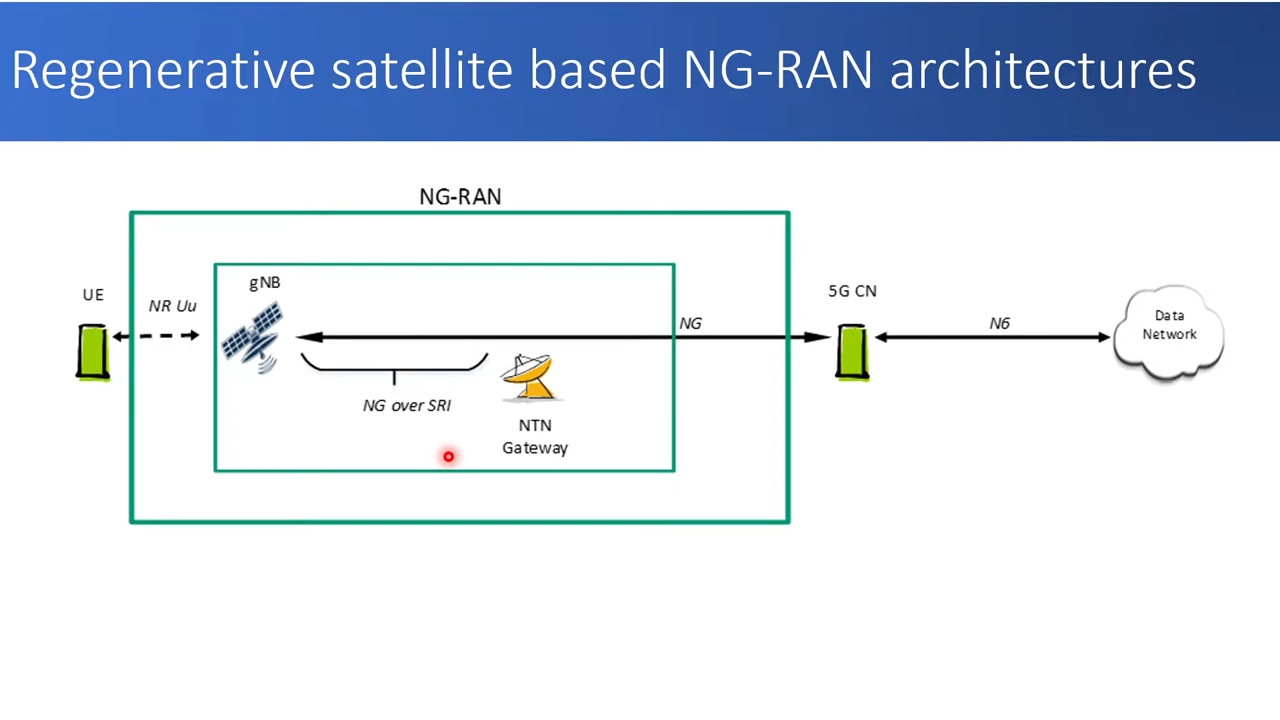 Regenerative satellite based NG-RAN architectures
NG-RAN
gNB
UE
NR Uu
NG
5G CN
N6
Data
Network
NG over SRI
NTN
Gateway